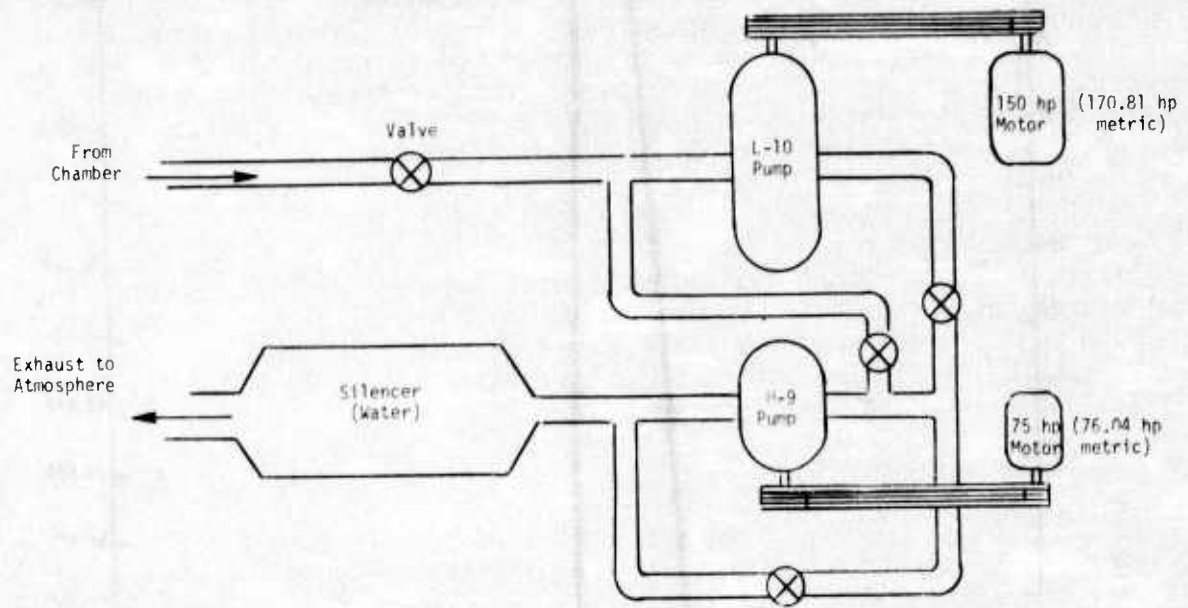 150 hp (170.81 hp
Motor metric)
Valve
From
Chamber
L-10
Pump
Exhaust to
Atmosphere
Silencer
(Water)
H-9
Pump
75 hp (76.04 hp
Motor metric)